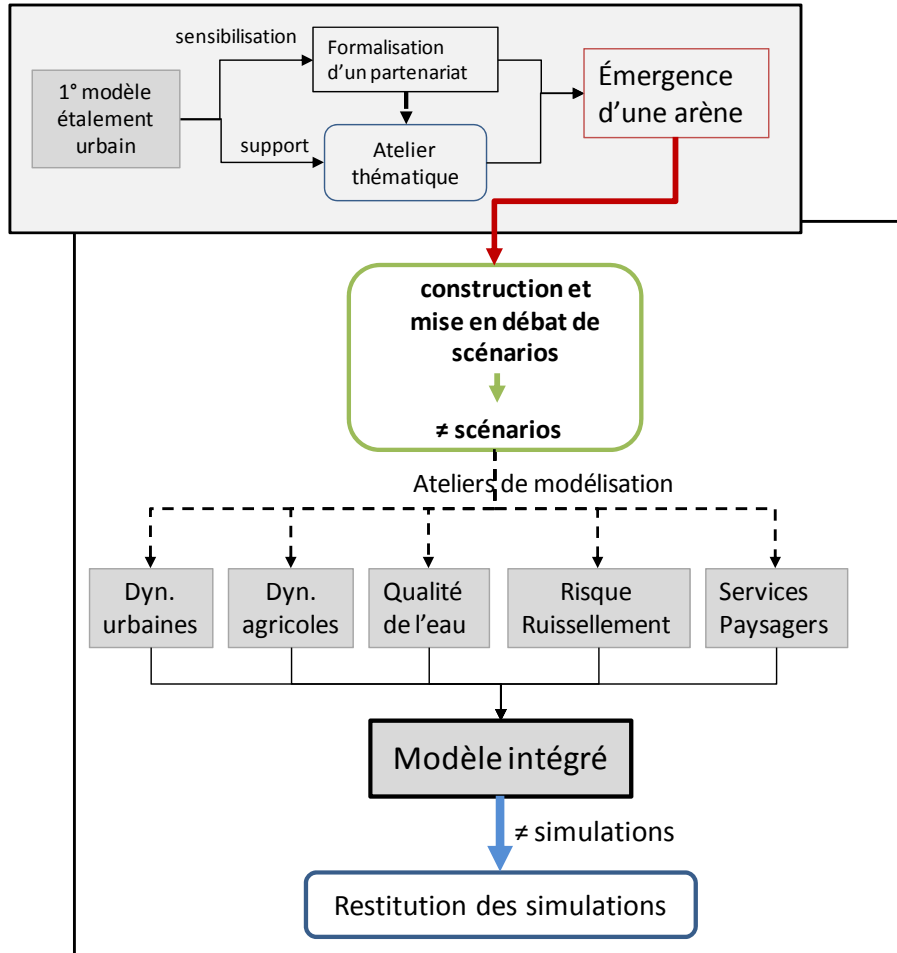 sensibilisation
Formalisation
d'un partenariat
1° modèle
étalement
urbain
support
Atelier
thématique
Émergence
d'une arène
construction et
mise en débat de
scénarios
≠ scénarios
Ateliers de modélisation
Dyn.
urbaines
Dyn.
agricoles
Qualité
de l'eau
Risque
Ruissellement
Services
Paysagers
Modèle intégré
≠ simulations
Restitution des simulations